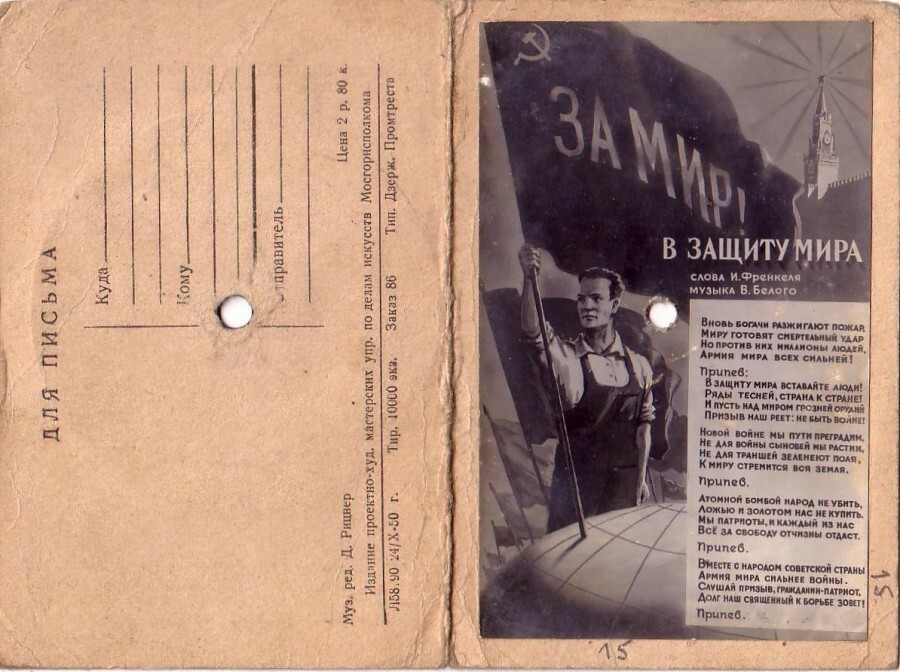 ДЛЯ ПИСЬМА
Куда
Кому
Отправитель
Цена 2 р. 80 к.
Муз. ред. Д. Рицнер
Издание проектно-худ. мастерских упр. по делам искусств Мосгорисполкома
Л58.90 24/X-50 г. Тир. 10000 экз. Заказ 86 Тип. Дзерж. Промтреста
ЗА МИР!
В ЗАЩИТУ МИРА
СЛОВА И. ФРЕНКЕЛЯ
МУЗЫКА В. БЕЛОГО
ВНОВЬ БОГАЧИ РАЗЖИГАЮТ ПОЖАР,
МИРУ ГОТОВЯТ СМЕРТЕЛЬНЫЙ УДАР
НО ПРОТИВ НИХ МИЛЛИОНЫ ЛЮДЕЙ,
АРМИЯ МИРА ВСЕХ СИЛЬНЕЙ!
Припев:
В ЗАЩИТУ МИРА ВСТАВАЙТЕ ЛЮДИ!
РЯДЫ ТЕСНЕЙ, СТРАНА К СТРАНЕ!
И ПУСТЬ НАД МИРОМ ГРОЗНЕЙ ОРУДИЙ
ПРИЗЫВ НАШ РЕЕТ: НЕ БЫТЬ ВОЙНЕ!
НОВОЙ ВОЙНЕ МЫ ПУТИ ПРЕГРАДИМ,
НЕ ДЛЯ ВОЙНЫ СЫНОВЕЙ МЫ РАСТИМ,
НЕ ДЛЯ ТРАНШЕЙ ЗЕЛЕНЕЮТ ПОЛЯ,
К МИРУ СТРЕМИТСЯ ВСЯ ЗЕМЛЯ.
Припев.
АТОМНОЙ БОМБОЙ НАРОД НЕ УБИТЬ,
ЛОЖЬЮ И ЗОЛОТОМ НАС НЕ КУПИТЬ.
МЫ ПАТРИОТЫ, И КАЖДЫЙ ИЗ НАС
ВСЁ ЗА СВОБОДУ ОТЧИЗНЫ ОТДАСТ.
Припев.
ВМЕСТЕ С НАРОДОМ СОВЕТСКОЙ СТРАНЫ
АРМИЯ МИРА СИЛЬНЕЕ ВОЙНЫ.
СЛУШАЙ ПРИЗЫВ, ГРАЖДАНИН-ПАТРИОТ,
ДОЛГ НАШ СВЯЩЕННЫЙ К БОРЬБЕ ЗОВЕТ!
Припев.
15
15